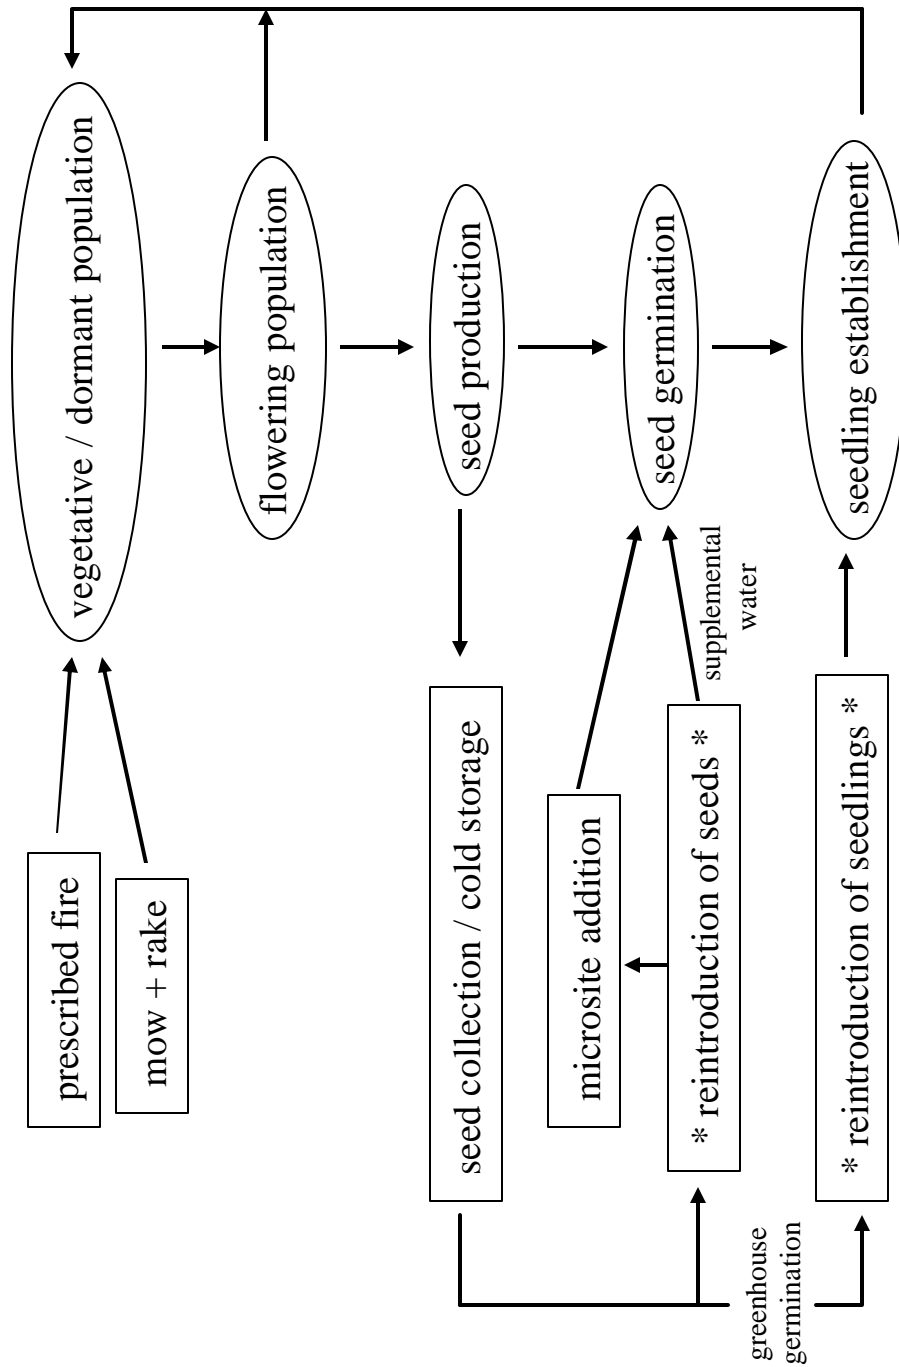 vegetative / dormant population
flowering population
seed production
seed germination
seedling establishment
prescribed fire
mow + rake
seed collection / cold storage
microsite addition
* reintroduction of seeds *
supplemental
water
* reintroduction of seedlings *
greenhouse
germination